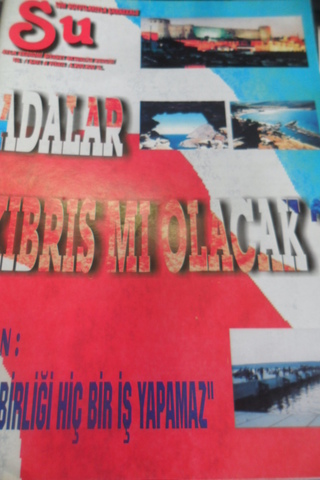 Su
ADALAR
KIBRIS MI OLACAK
N :
BİRLİĞİ HİÇ BİR İŞ YAPAMAZ"